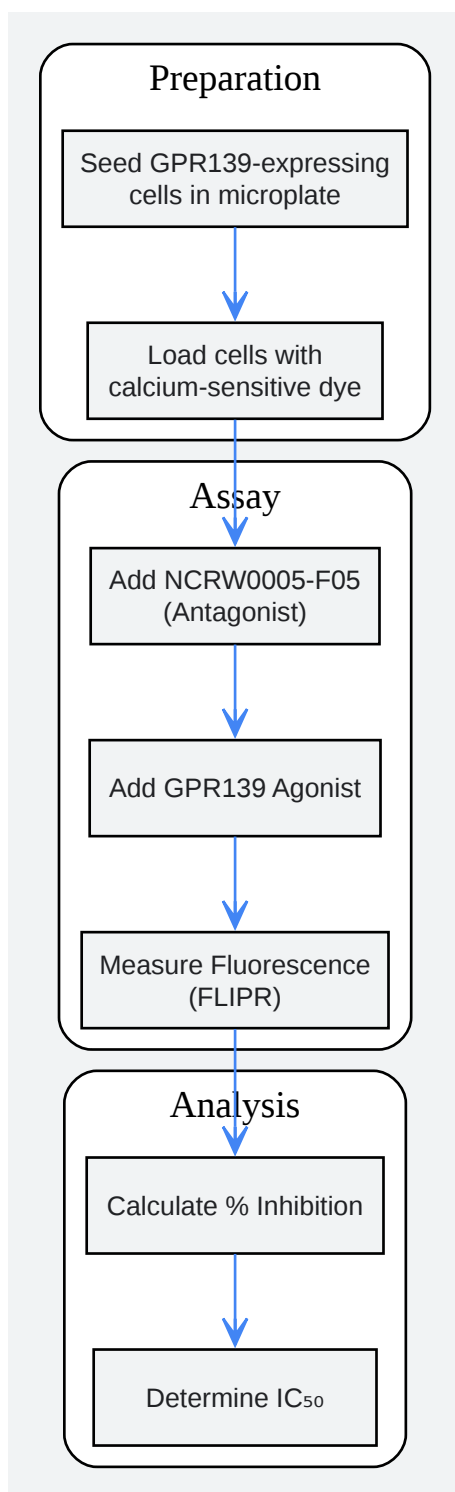 Preparation
Seed GPR139-expressing
cells in microplate
Load cells with
calcium-sensitive dye
Assay
Add NCRW0005-F05
(Antagonist)
Add GPR139 Agonist
Measure Fluorescence
(FLIPR)
Analysis
Calculate % Inhibition
Determine IC₅₀